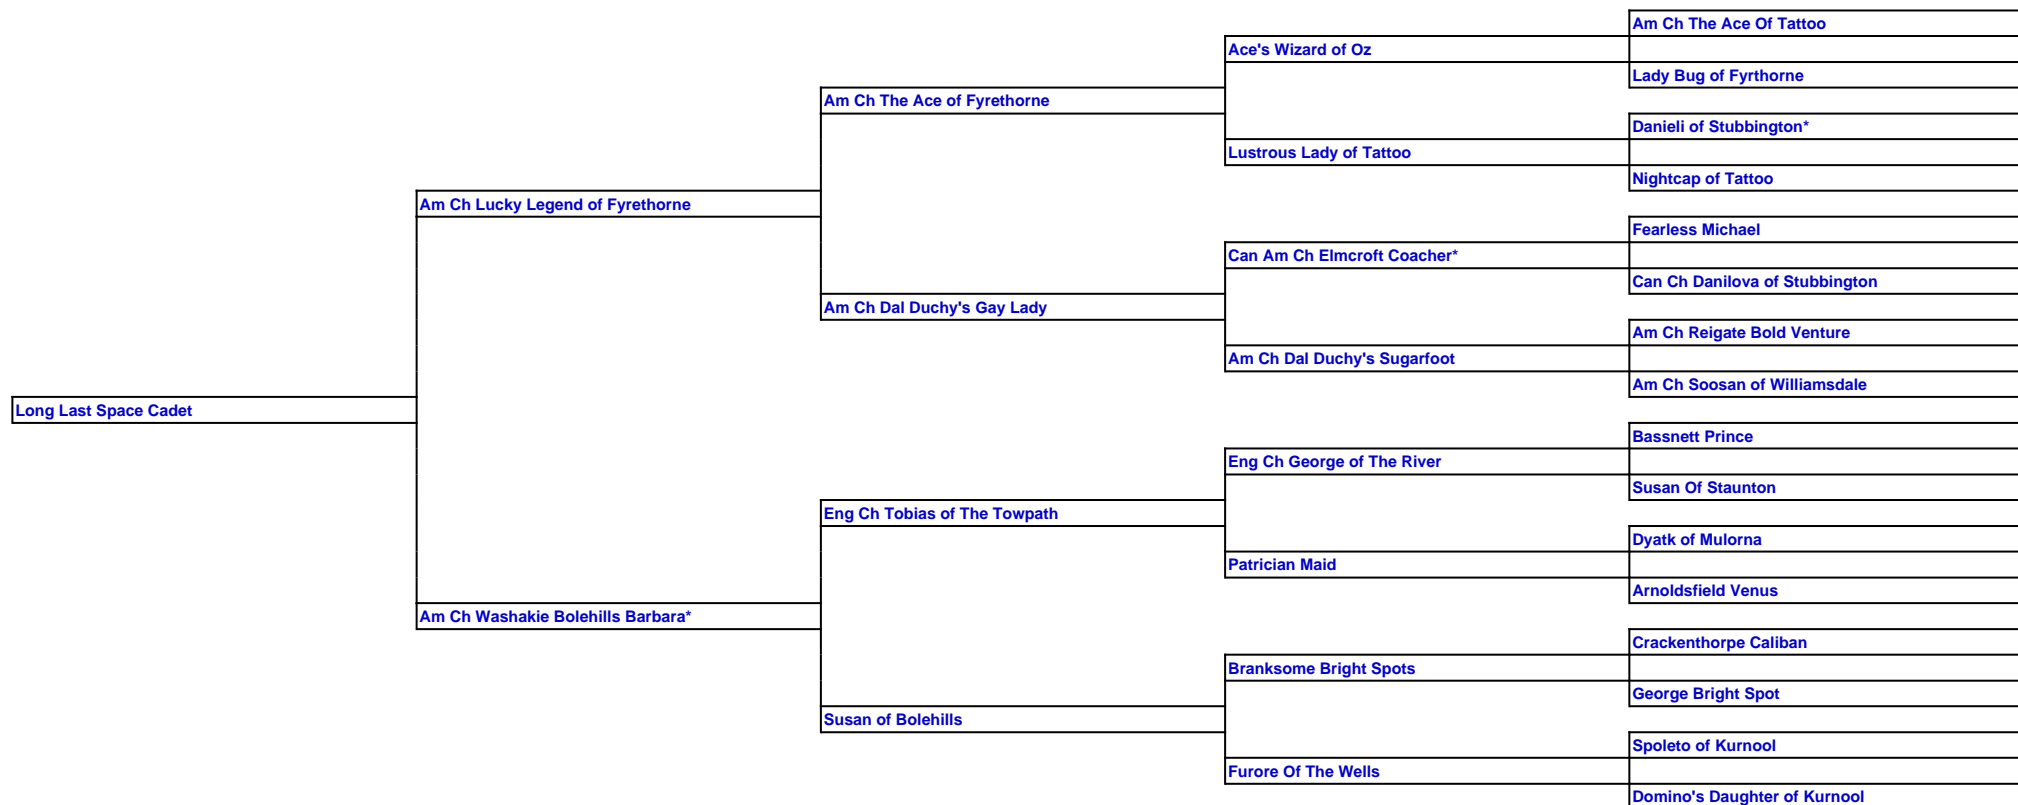 Am Ch The Ace Of Tattoo
Ace's Wizard of Oz
Lady Bug of Fyrthorne
Am Ch The Ace of Fyrethorne
Danieli of Stubbington*
Lustrous Lady of Tattoo
Nightcap of Tattoo
Am Ch Lucky Legend of Fyrethorne
Fearless Michael
Can Am Ch Elmcroft Coacher*
Can Ch Danilova of Stubbington
Am Ch Dal Duchy's Gay Lady
Am Ch Reigate Bold Venture
Am Ch Dal Duchy's Sugarfoot
Am Ch Soosan of Williamsdale
Long Last Space Cadet
Bassnett Prince
Eng Ch George of The River
Susan Of Staunton
Eng Ch Tobias of The Towpath
Dyatk of Mulorna
Patrician Maid
Arnoldsfield Venus
Am Ch Washakie Bolehills Barbara*
Crackenthorpe Caliban
Branksome Bright Spots
George Bright Spot
Susan of Bolehills
Spoleto of Kurnool
Furore Of The Wells
Domino's Daughter of Kurnool